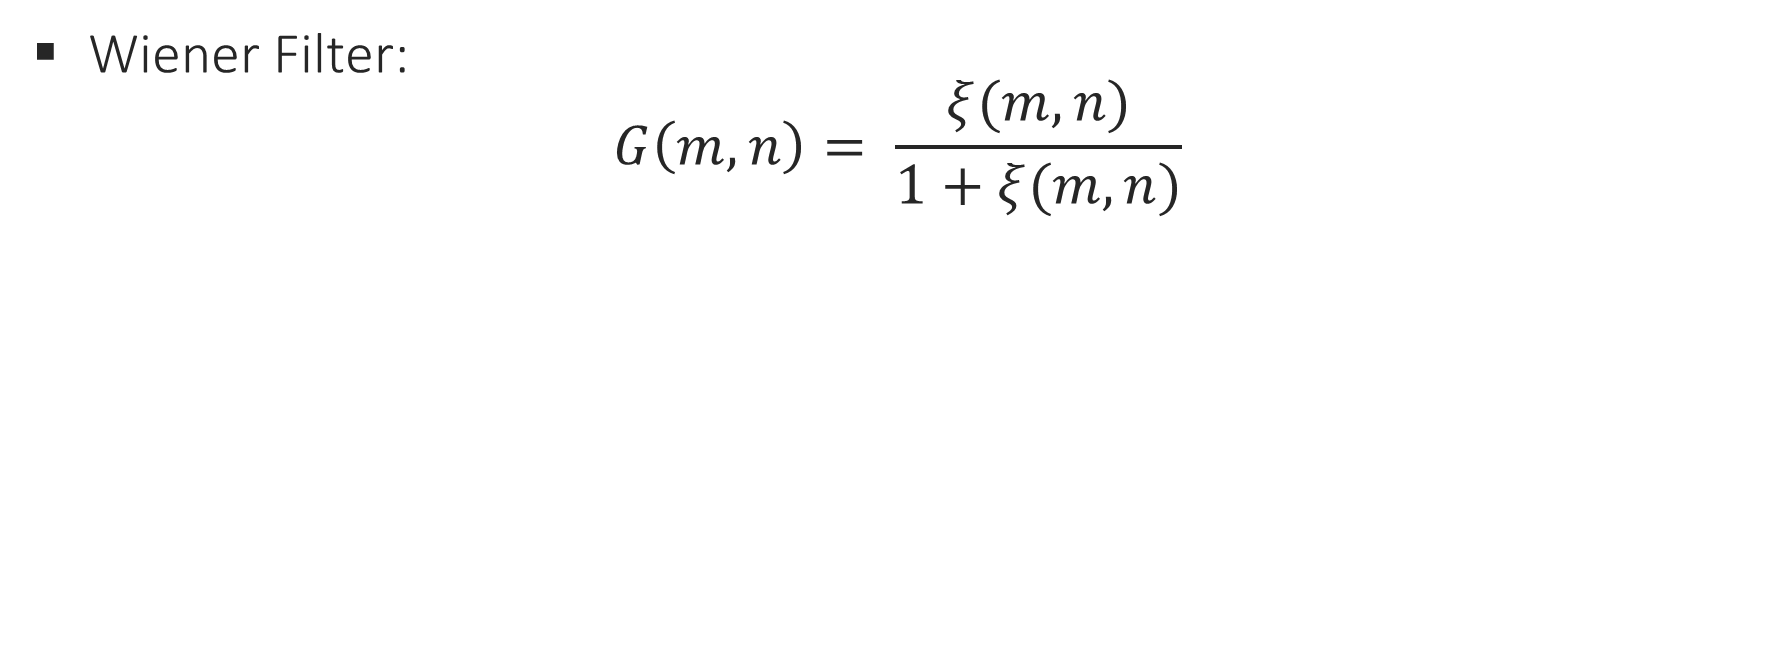 ▪ Wiener Filter:
G(m, n) = ξ(m, n) / 1 + ξ(m, n)